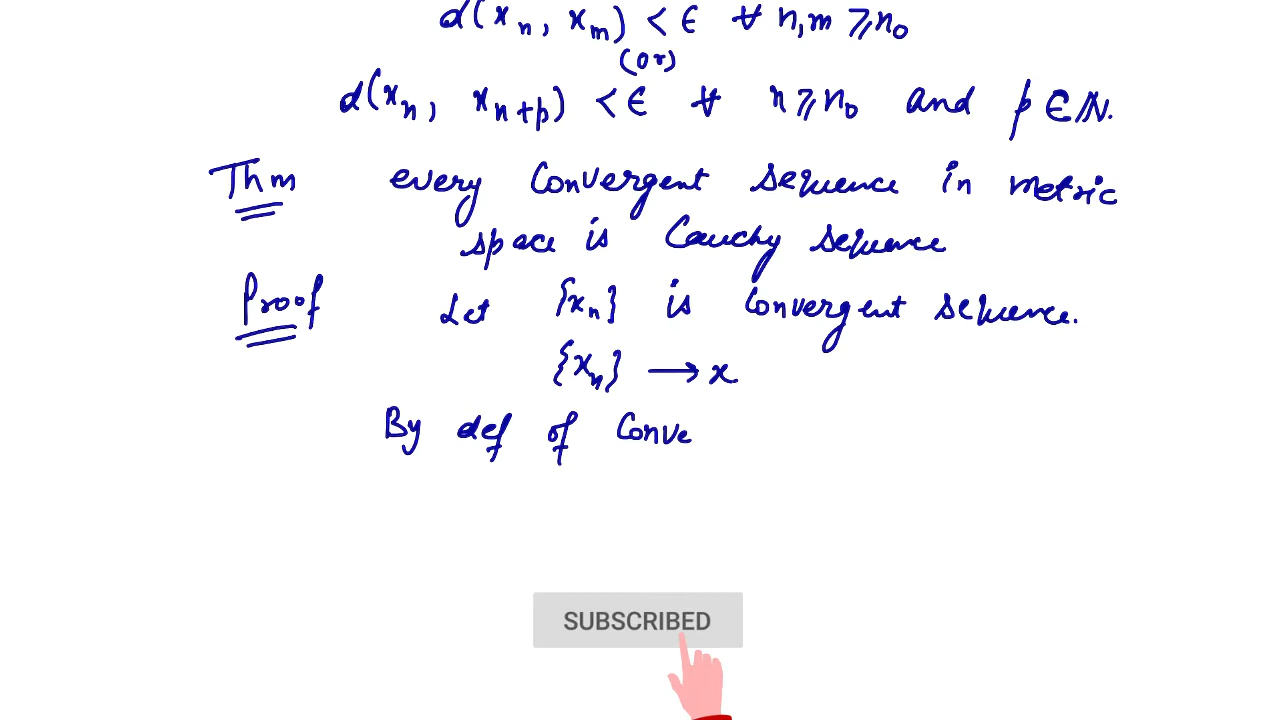 d(xn, xm) < ϵ ∀ n,m ⩾ n₀
(or)
d(xn, xn+p) < ϵ ∀ n ⩾ n₀ and p ∈ N.
Thm every Convergent sequence in metric
space is Cauchy sequence
Proof Let {xn} is Convergent sequence.
{xn} → x
By def of Conve
SUBSCRIBED